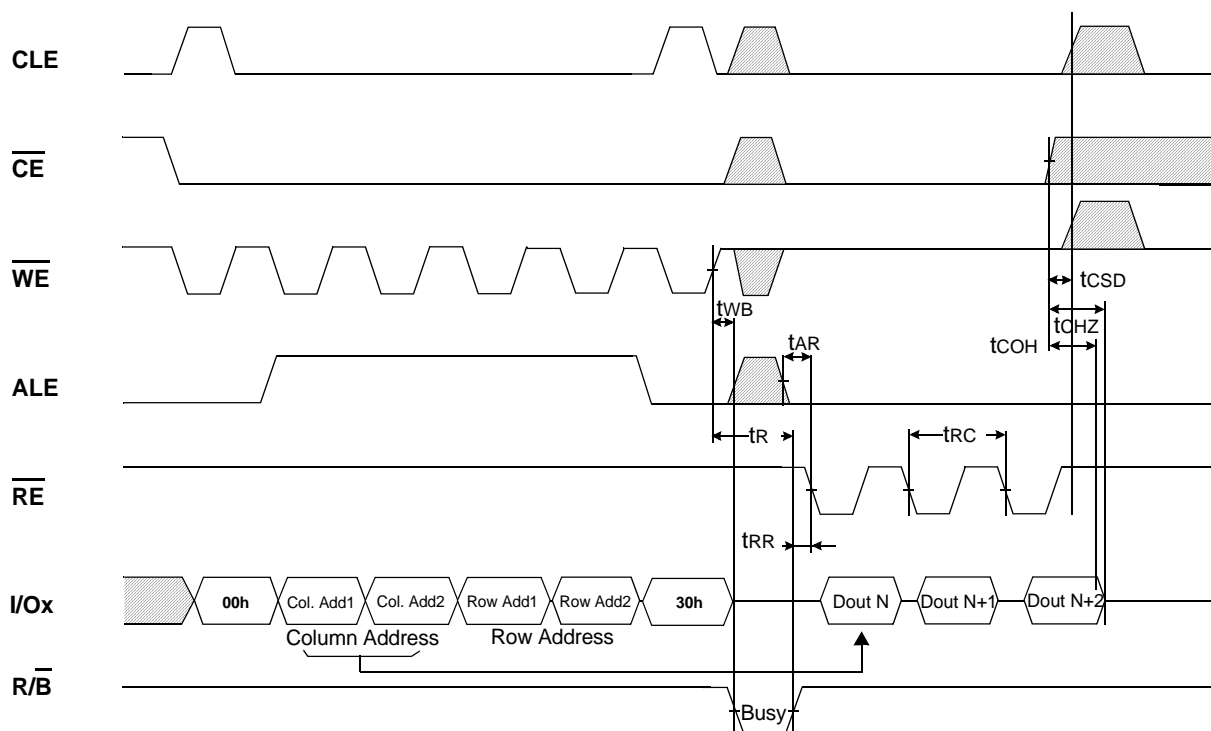 CLE
CE
WE
tCSD
tWB
tCHZ
tCOH
tAR
ALE
tR
tRC
RE
tRR
I/Ox
00h
Col. Add1
Col. Add2
Row Add1
Row Add2
30h
Dout N
Dout N+1
Dout N+2
Column Address
Row Address
R/B
Busy